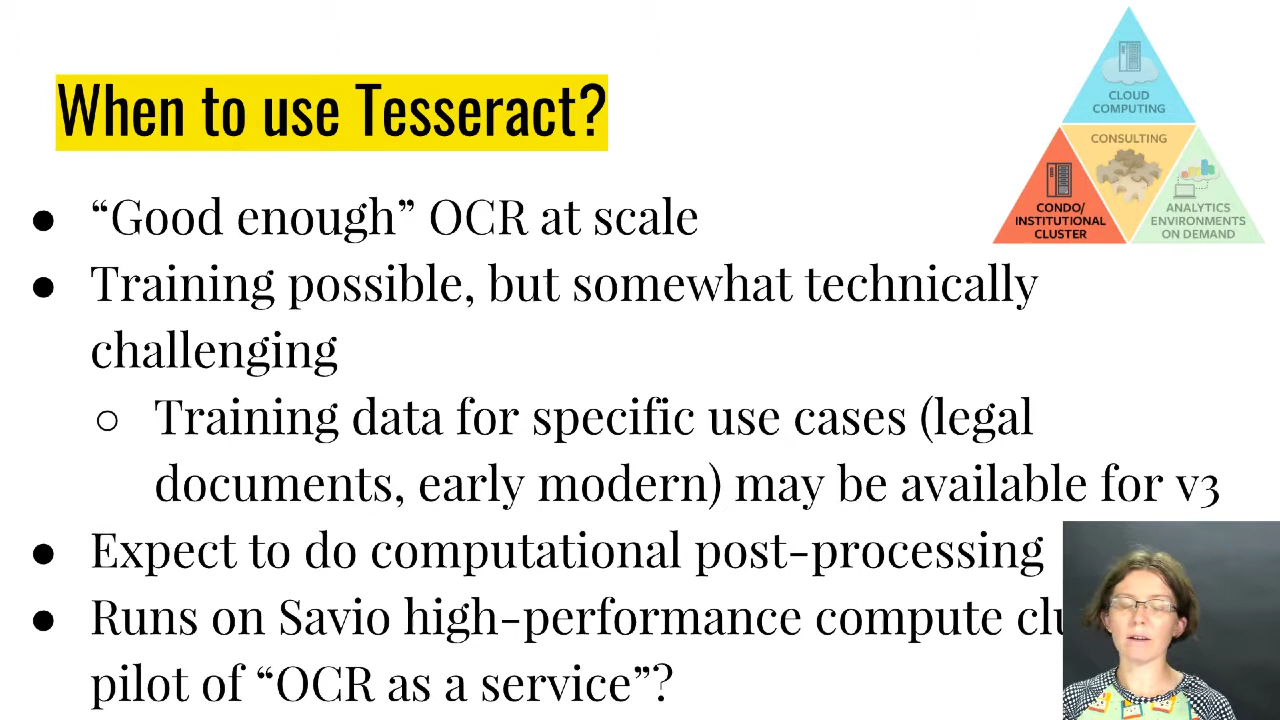 When to use Tesseract?
CLOUD
COMPUTING
CONSULTING
CONDO/
INSTITUTIONAL
CLUSTER
ANALYTICS
ENVIRONMENTS
ON DEMAND
● “Good enough” OCR at scale
● Training possible, but somewhat technically
challenging
○ Training data for specific use cases (legal
documents, early modern) may be available for v3
● Expect to do computational post-processing
● Runs on Savio high-performance compute
pilot of “OCR as a service”?